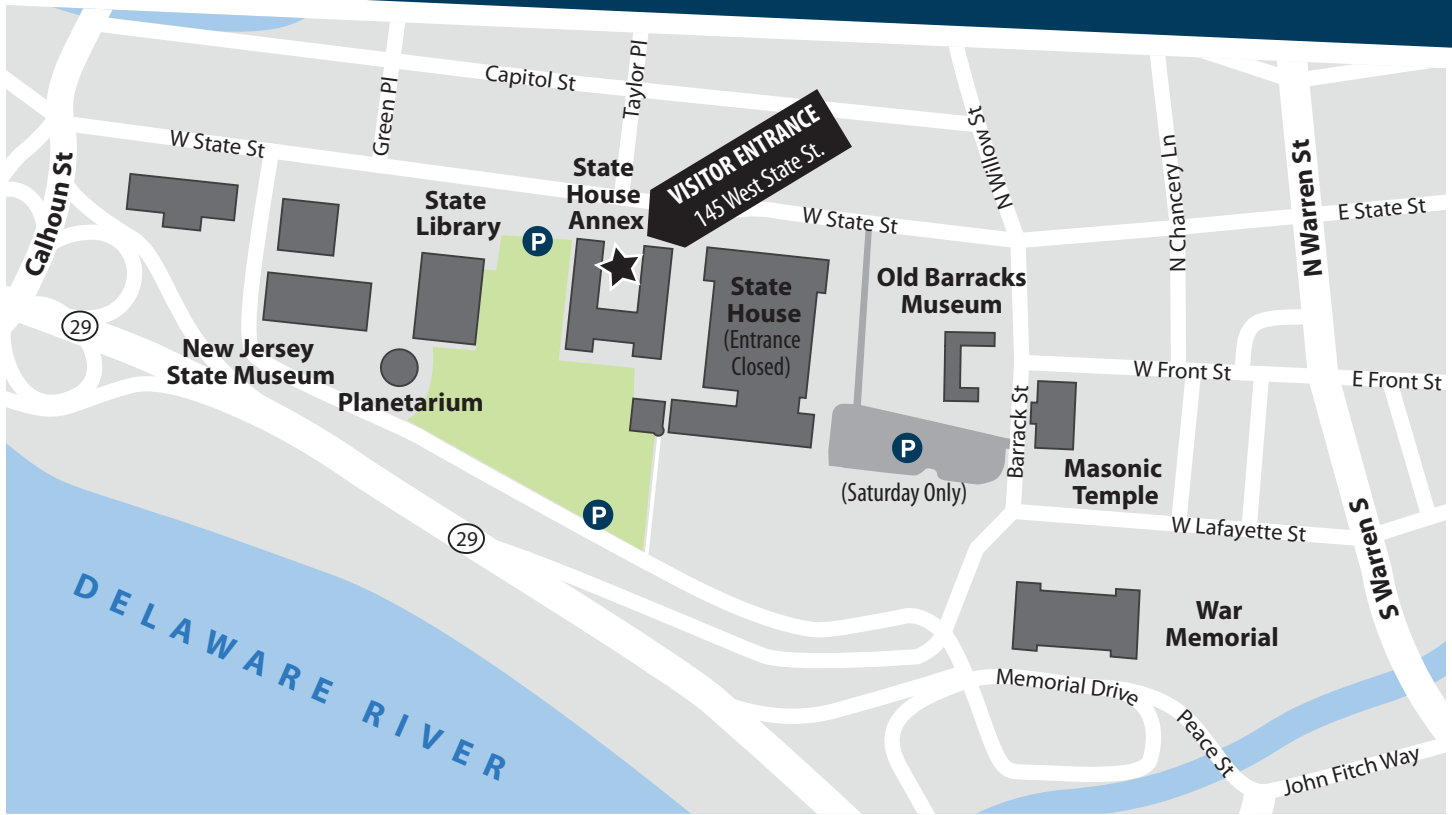 Taylor Pl
Capitol St
Green Pl
VISITOR ENTRANCE
145 West State St.
N Willow St
N Chancery Ln
N Warren St
W State St
Calhoun St
State
House
Annex
State
Library
P
W State St
E State St
State
House
(Entrance
Closed)
Old Barracks
Museum
29
New Jersey
State Museum
Planetarium
W Front St
E Front St
Barrack St
P
(Saturday Only)
Masonic
Temple
P
29
W Lafayette St
S Warren S
War
Memorial
DELAWARE RIVER
Memorial Drive
Peace St
John Fitch Way